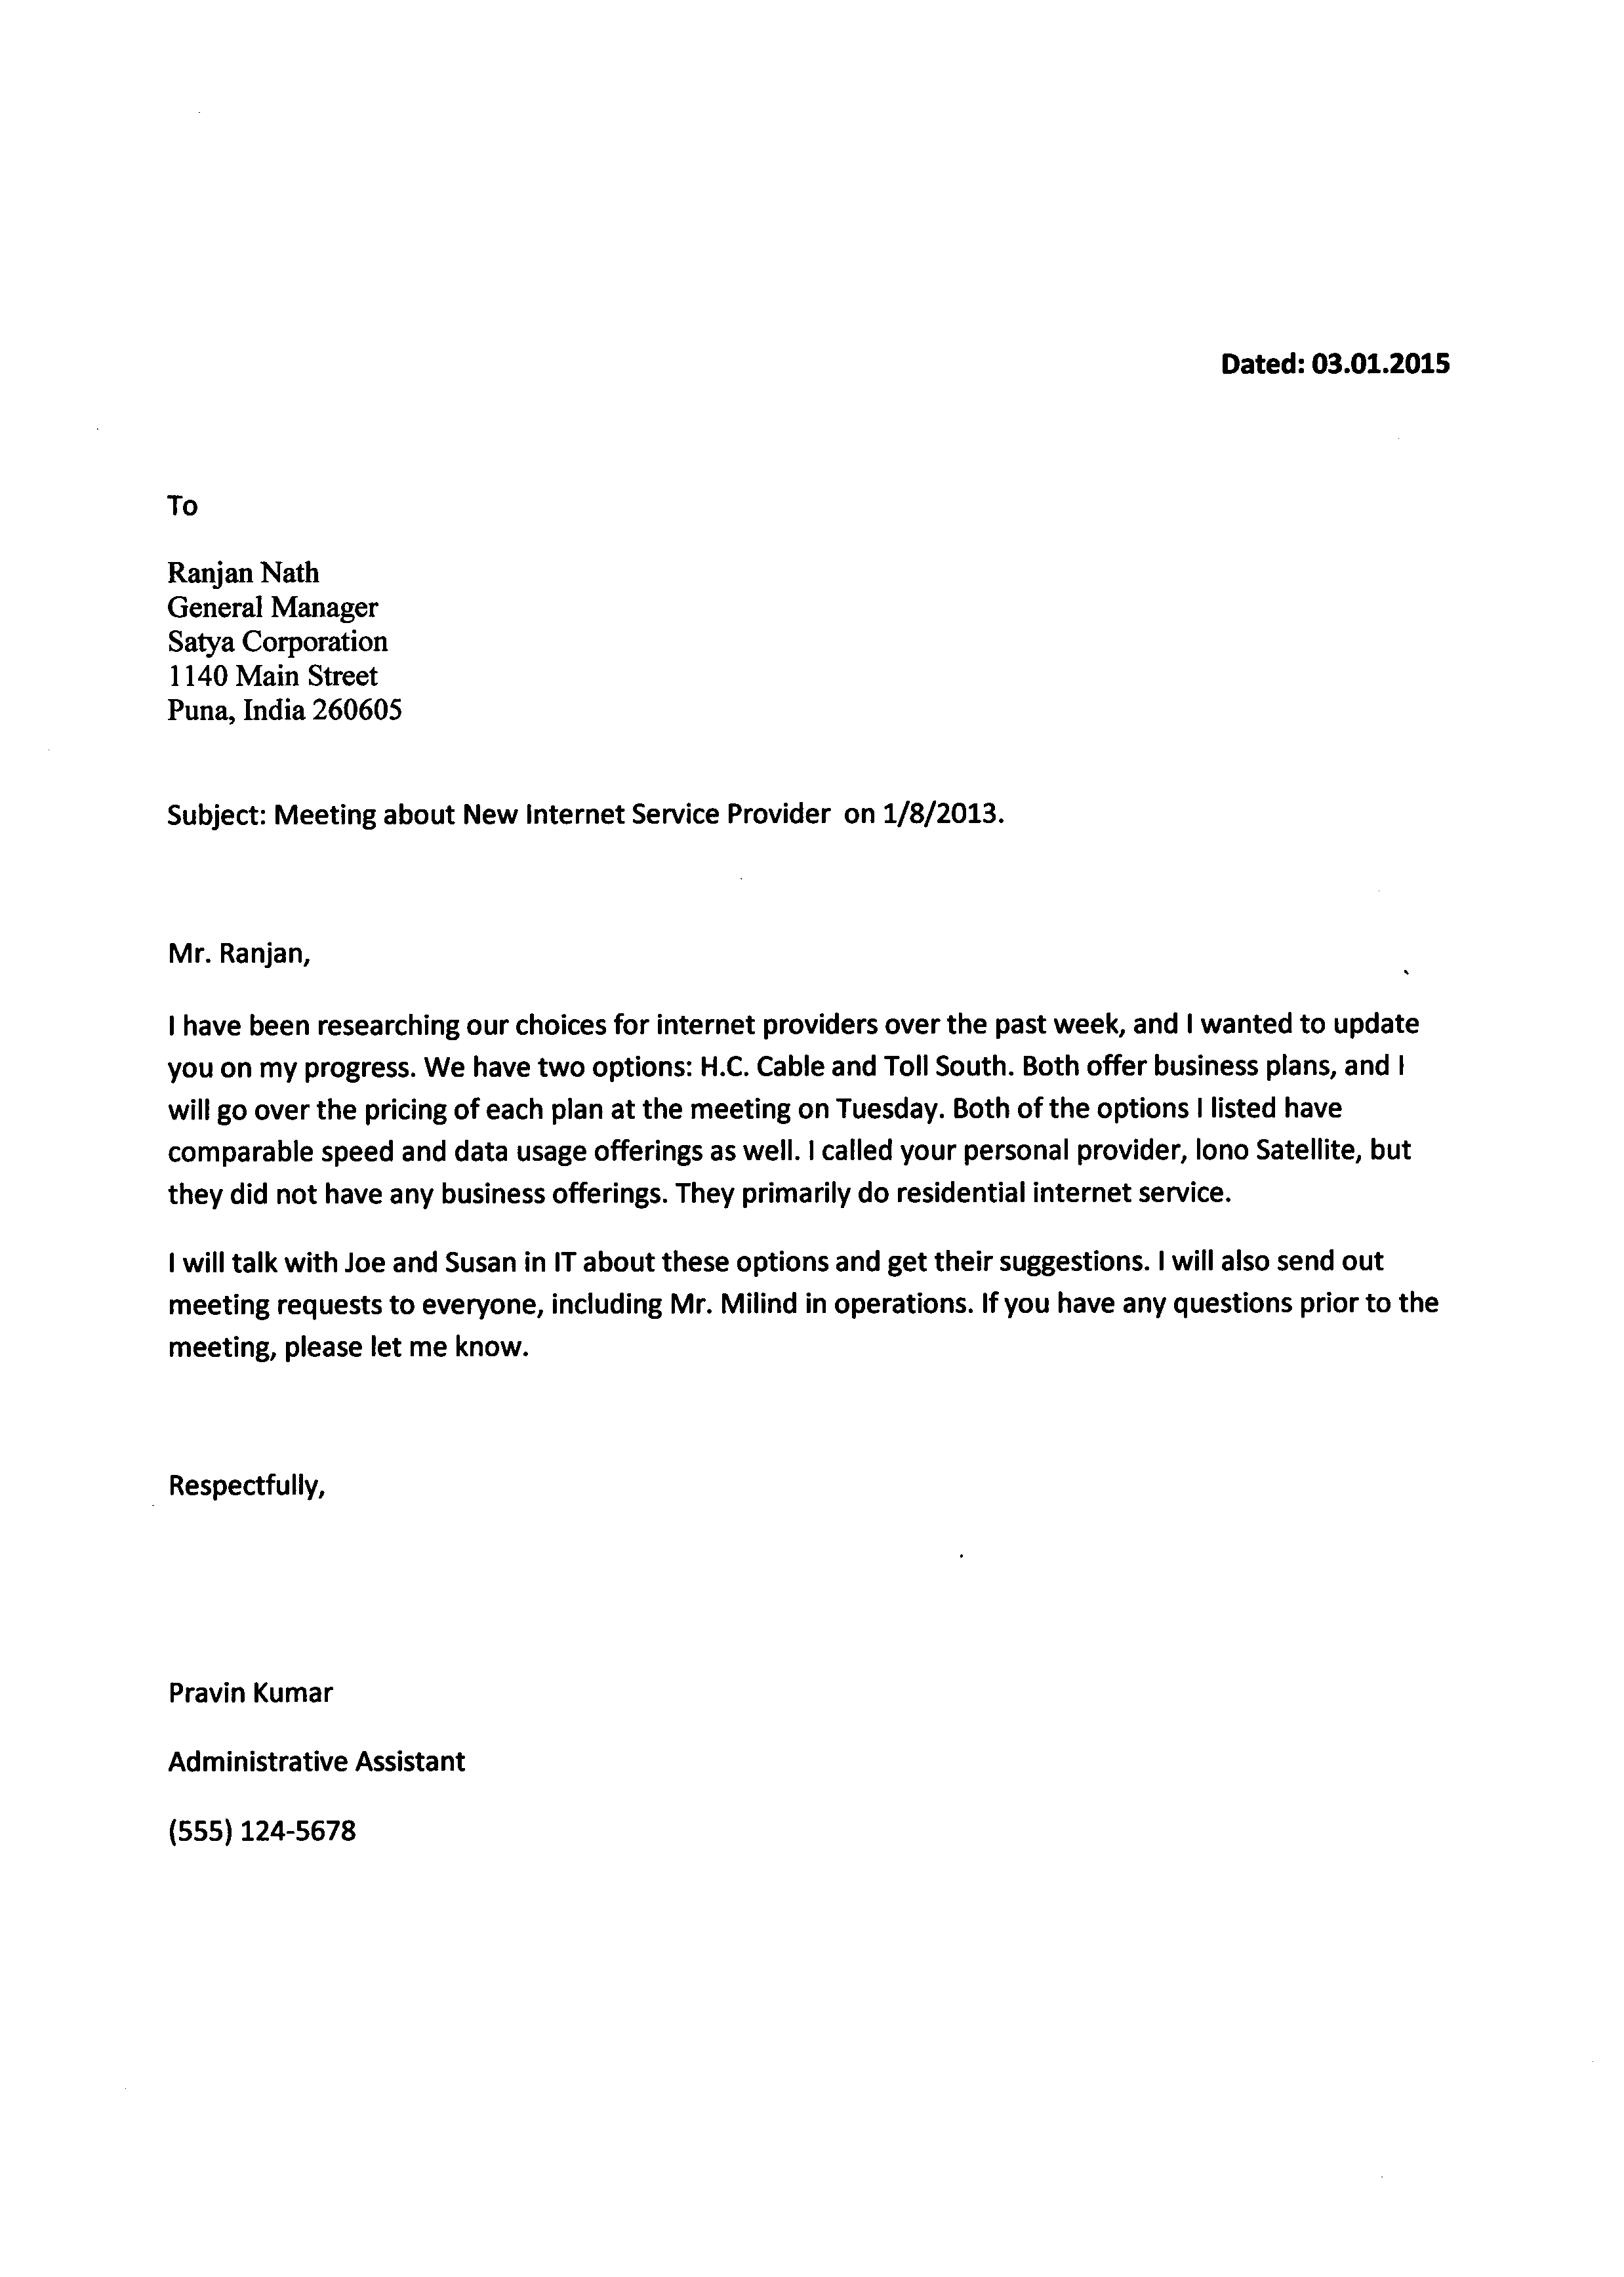 Dated: 03.01.2015
To
Ranjan Nath
General Manager
Satya Corporation
1140 Main Street
Puna, India 260605
Subject: Meeting about New Internet Service Provider on 1/8/2013.
Mr. Ranjan,
I have been researching our choices for internet providers over the past week, and I wanted to update
you on my progress. We have two options: H.C. Cable and Toll South. Both offer business plans, and I
will go over the pricing of each plan at the meeting on Tuesday. Both of the options I listed have
comparable speed and data usage offerings as well. I called your personal provider, Iono Satellite, but
they did not have any business offerings. They primarily do residential internet service.
I will talk with Joe and Susan in IT about these options and get their suggestions. I will also send out
meeting requests to everyone, including Mr. Milind in operations. If you have any questions prior to the
meeting, please let me know.
Respectfully,
Pravin Kumar
Administrative Assistant
(555) 124-5678